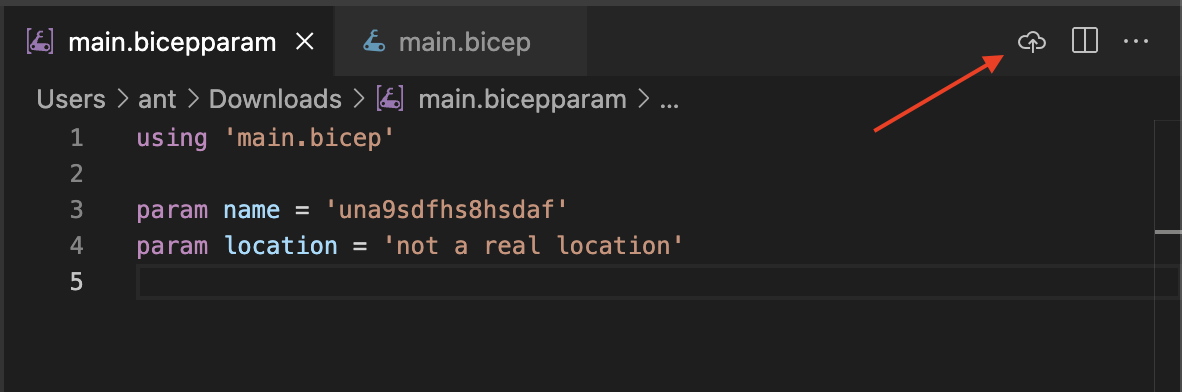 main.bicepparam main.bicep
Users > ant > Downloads > main.bicepparam > ...
1 using 'main.bicep'
2
3 param name = 'una9sdfhs8hsdaf'
4 param location = 'not a real location'
5